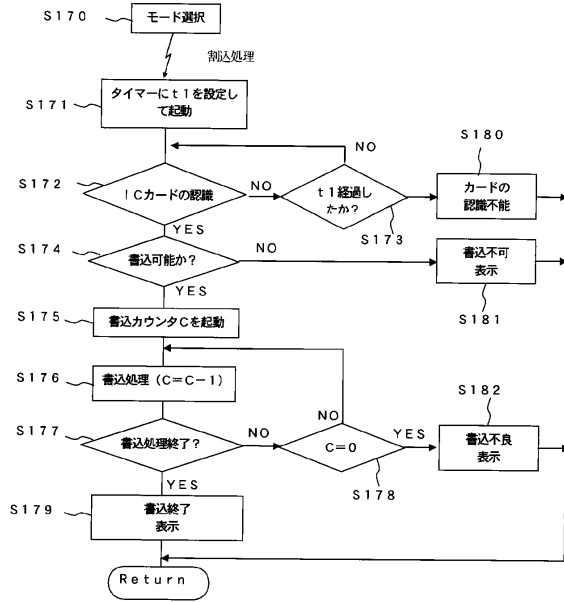 S170
モード選択
割込処理
S171
タイマーにt1を設定し
て起動
NO
S180
S172
ICカードの認識
NO
t1経過し
たか?
カードの
認識不能
S173
YES
S174
書込可能か?
NO
書込不可
表示
YES
S181
S175
書込カウンタCを起動
S176
書込処理(C=C-1)
S182
NO
S177
書込処理終了?
NO
C=0
YES
書込不良
表示
YES
S178
S179
書込終了
表示
Return